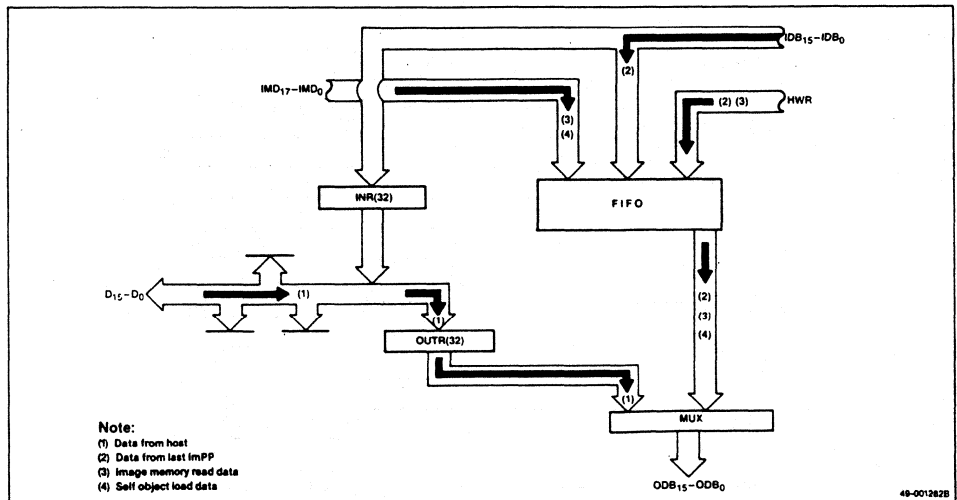 IDB15–IDB0
(2)
IMD17–IMD0
(2) (3)
HWR
(3)
(4)
INR(32)
FIFO
D15–D0
(1)
(1)
(2)
(3)
(4)
OUTR(32)
(1)
MUX
Note:
(1) Data from host
(2) Data from last ImPP
(3) Image memory read data
(4) Self object load data
ODB15–ODB0
49-001262B